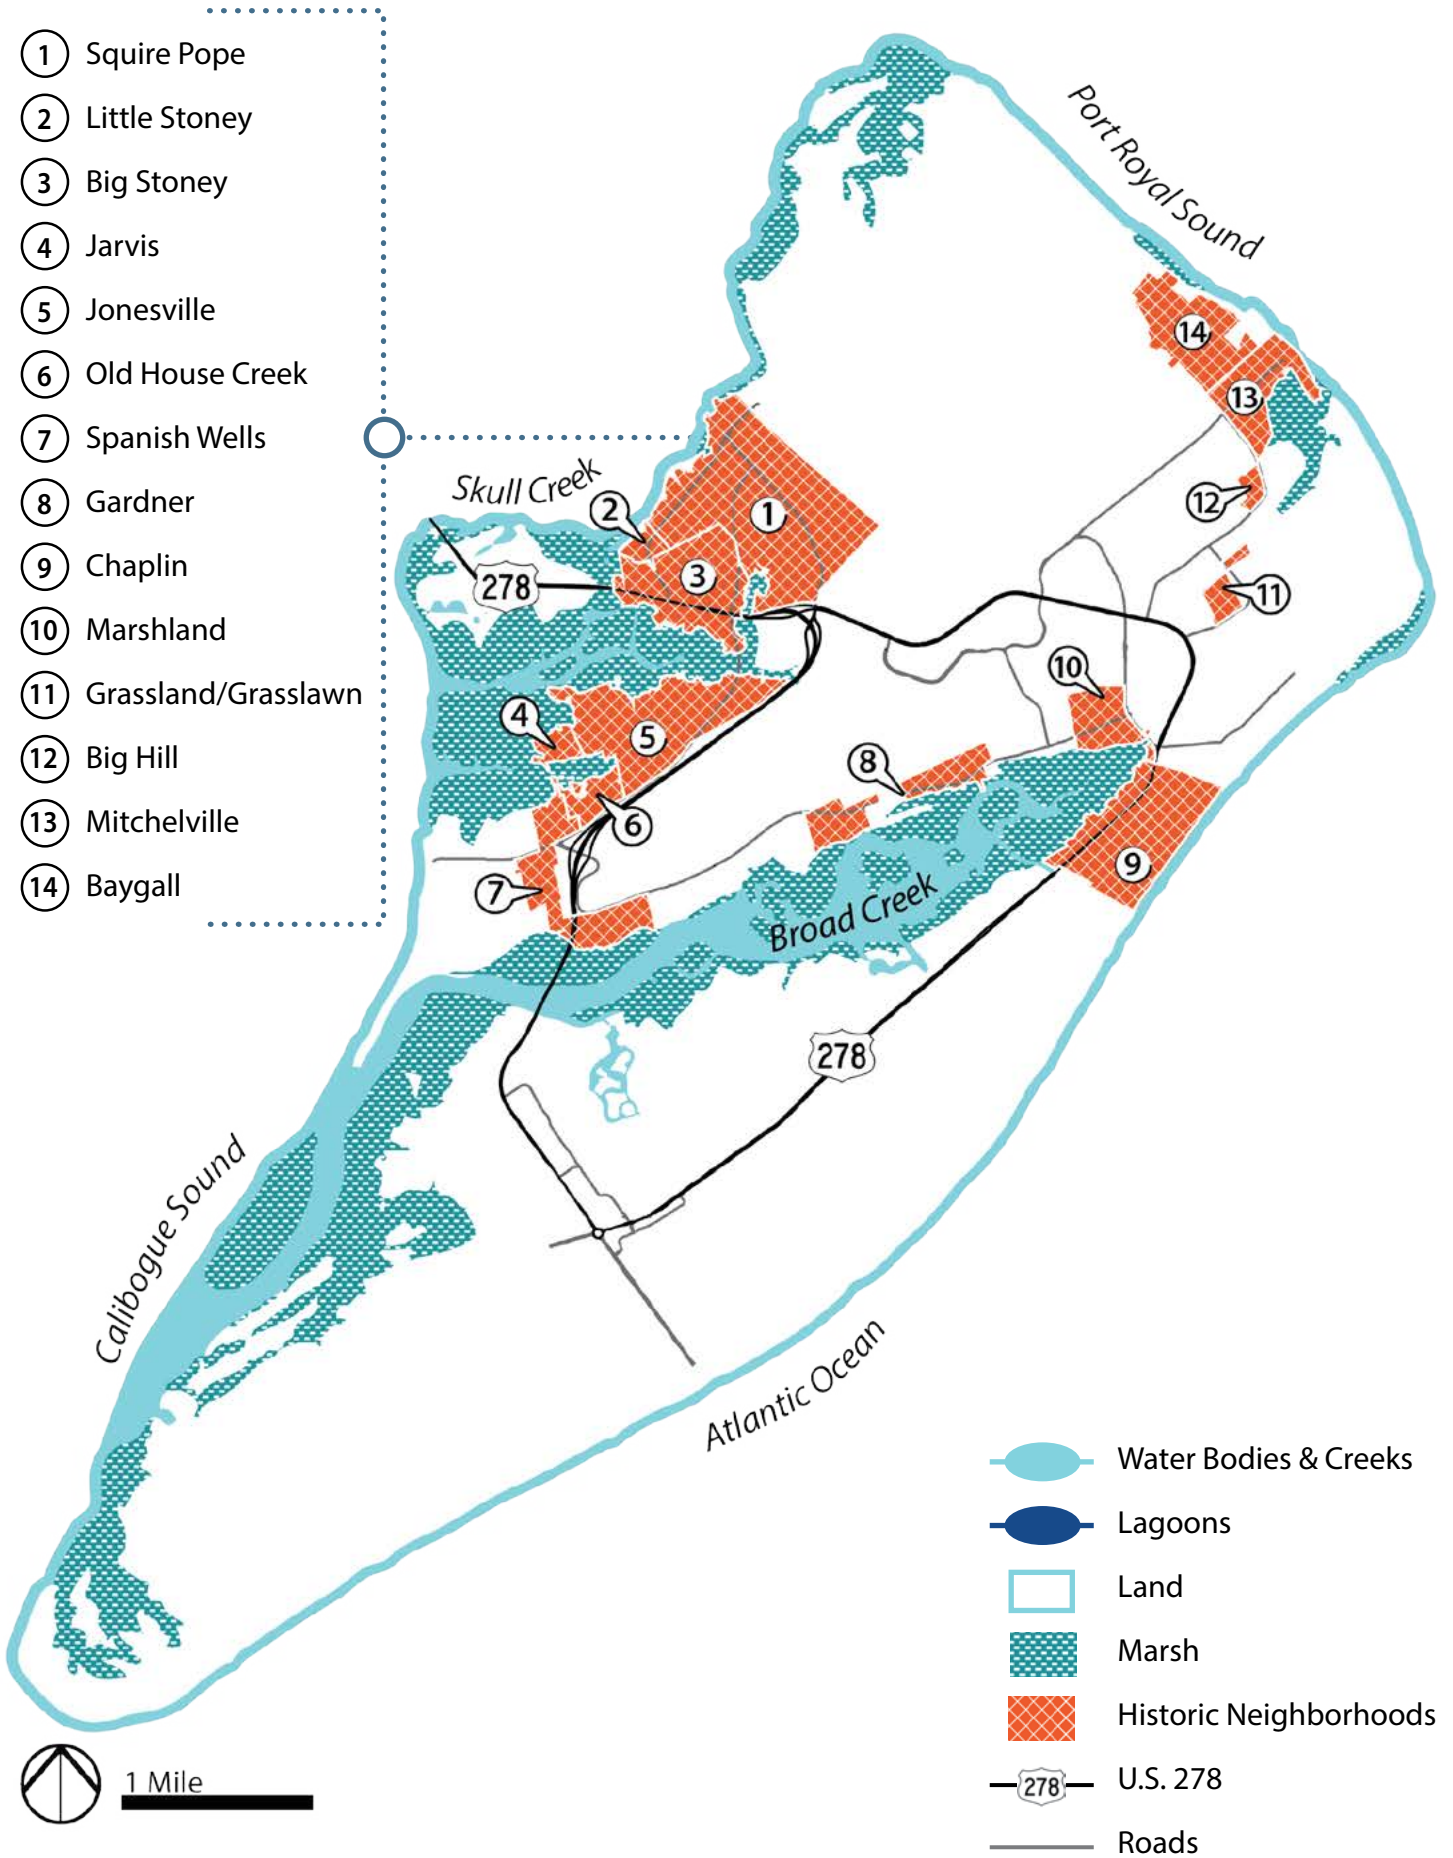 1 Squire Pope
2 Little Stoney
3 Big Stoney
4 Jarvis
5 Jonesville
6 Old House Creek
7 Spanish Wells
8 Gardner
9 Chaplin
10 Marshland
11 Grassland/Grasslawn
12 Big Hill
13 Mitchelville
14 Baygall
Port Royal Sound
14
13
12
11
Skull Creek
2
1
3
278
10
4
5
8
6
9
7
Broad Creek
278
Calibogue Sound
Atlantic Ocean
Water Bodies & Creeks
Lagoons
Land
Marsh
Historic Neighborhoods
278 U.S. 278
Roads
1 Mile